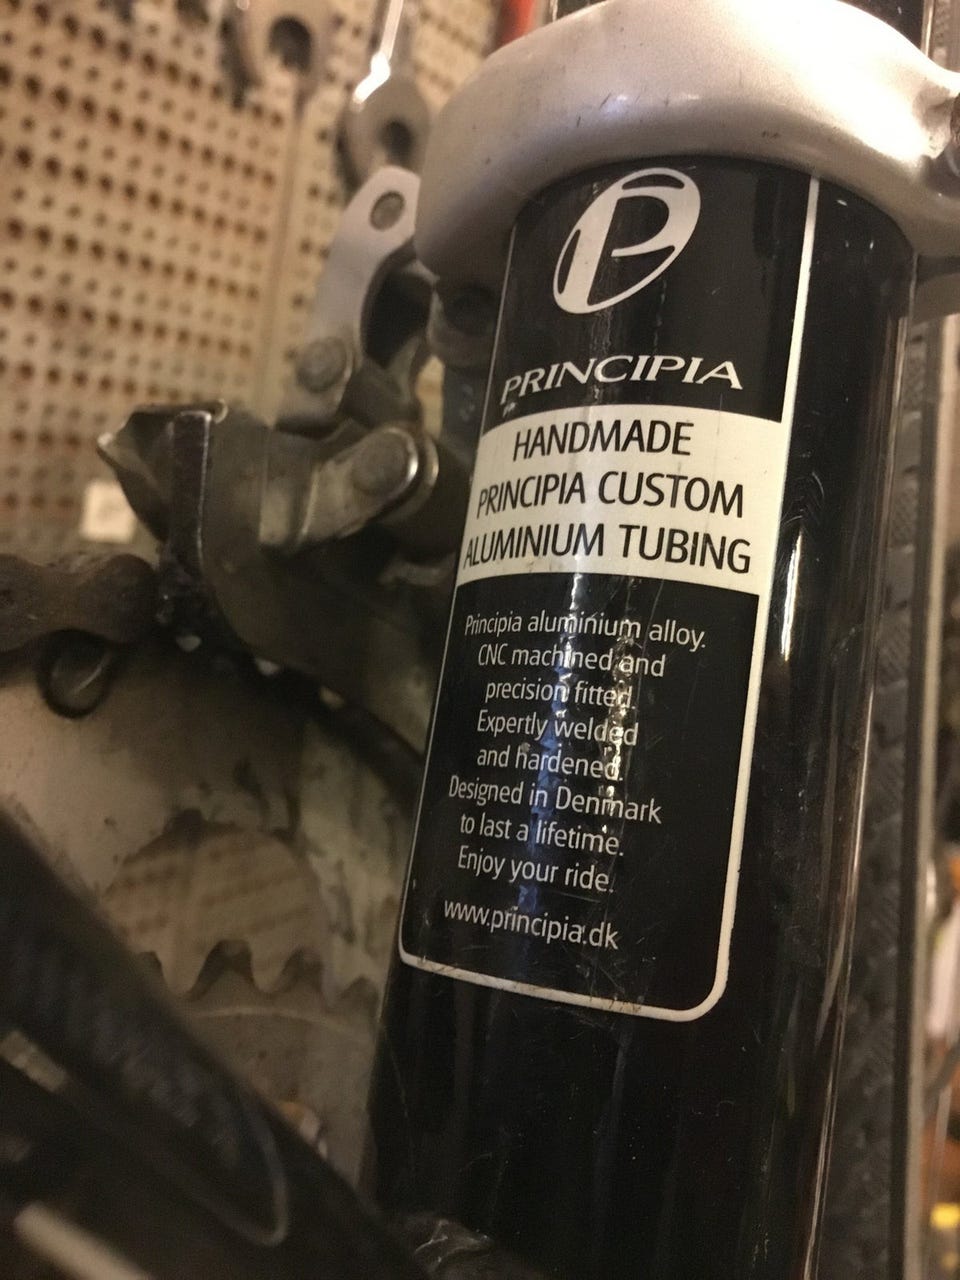 P
PRINCIPIA
HANDMADE
PRINCIPIA CUSTOM
ALUMINIUM TUBING
Principia aluminium alloy.
CNC machined and
precision fitted.
Expertly welded
and hardened.
Designed in Denmark
to last a lifetime.
Enjoy your ride.
www.principia.dk